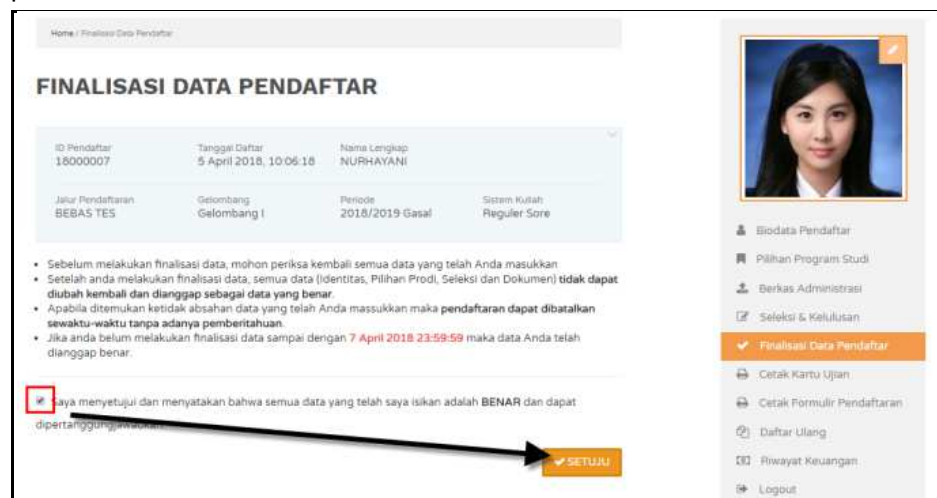 Home / Finalisasi Data Pendaftar
FINALISASI DATA PENDAFTAR
ID Pendaftar
18000007
Tanggal Daftar
5 April 2018, 10:06:18
Nama Lengkap
NURHAYANI
Jalur Pendaftaran
BEBAS TES
Gelombang
Gelombang I
Periode
2018/2019 Gasal
Sistem Kuliah
Reguler Sore
• Sebelum melakukan finalisasi data, mohon periksa kembali semua data yang telah Anda masukkan
• Setelah anda melakukan finalisasi data, semua data (Identitas, Pilihan Prodi, Seleksi dan Dokumen) tidak dapat
diubah kembali dan dianggap sebagai data yang benar.
• Apabila ditemukan ketidak absahan data yang telah Anda massukkan maka pendaftaran dapat dibatalkan
sewaktu-waktu tanpa adanya pemberitahuan.
• Jika anda belum melakukan finalisasi data sampai dengan 7 April 2018 23:59:59 maka data Anda telah
dianggap benar.
Saya menyetujui dan menyatakan bahwa semua data yang telah saya isikan adalah BENAR dan dapat
dipertanggungjawabkan.
SETUJU
Biodata Pendaftar
Pilihan Program Studi
Berkas Administrasi
Seleksi & Kelulusan
Finalisasi Data Pendaftar
Cetak Kartu Ujian
Cetak Formulir Pendaftaran
Daftar Ulang
Riwayat Keuangan
Logout